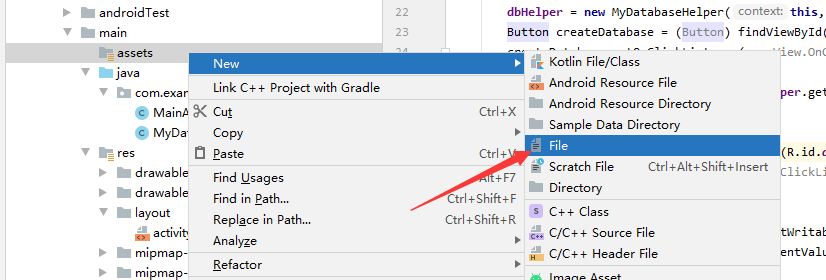 androidTest
main
assets
java
com.exam
MainA
MyDat
res
drawable
drawable
layout
activity
mipmap-
mipmap-
New
Link C++ Project with Gradle
Cut Ctrl+X
Copy
Paste Ctrl+V
Find Usages Alt+F7
Find in Path... Ctrl+Shift+F
Replace in Path... Ctrl+Shift+R
Analyze
Refactor
22 dbHelper = new MyDatabaseHelper( context: this,
23 Button createDatabase = (Button) findViewById(
Kotlin File/Class
Android Resource File
Android Resource Directory
Sample Data Directory
File
Scratch File Ctrl+Alt+Shift+Insert
Directory
C++ Class
C/C++ Source File
C/C++ Header File
Image Asset
per.get
(R.id.
ClickLi
tWritab
entValu